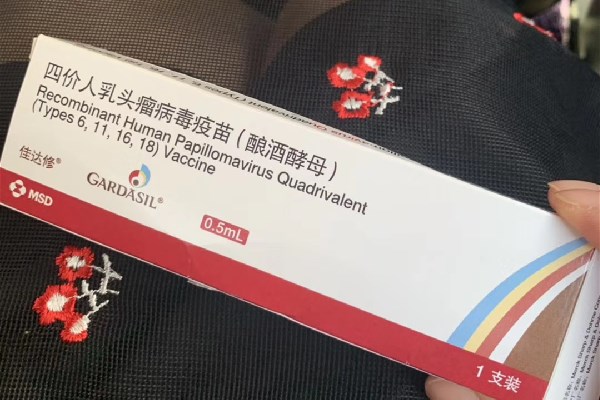 四价人乳头瘤病毒疫苗（酿酒酵母）
Recombinant Human Papillomavirus Quadrivalent
(Types 6, 11, 16, 18) Vaccine
佳达修®
GARDASIL®
MSD
0.5mL
1 支装